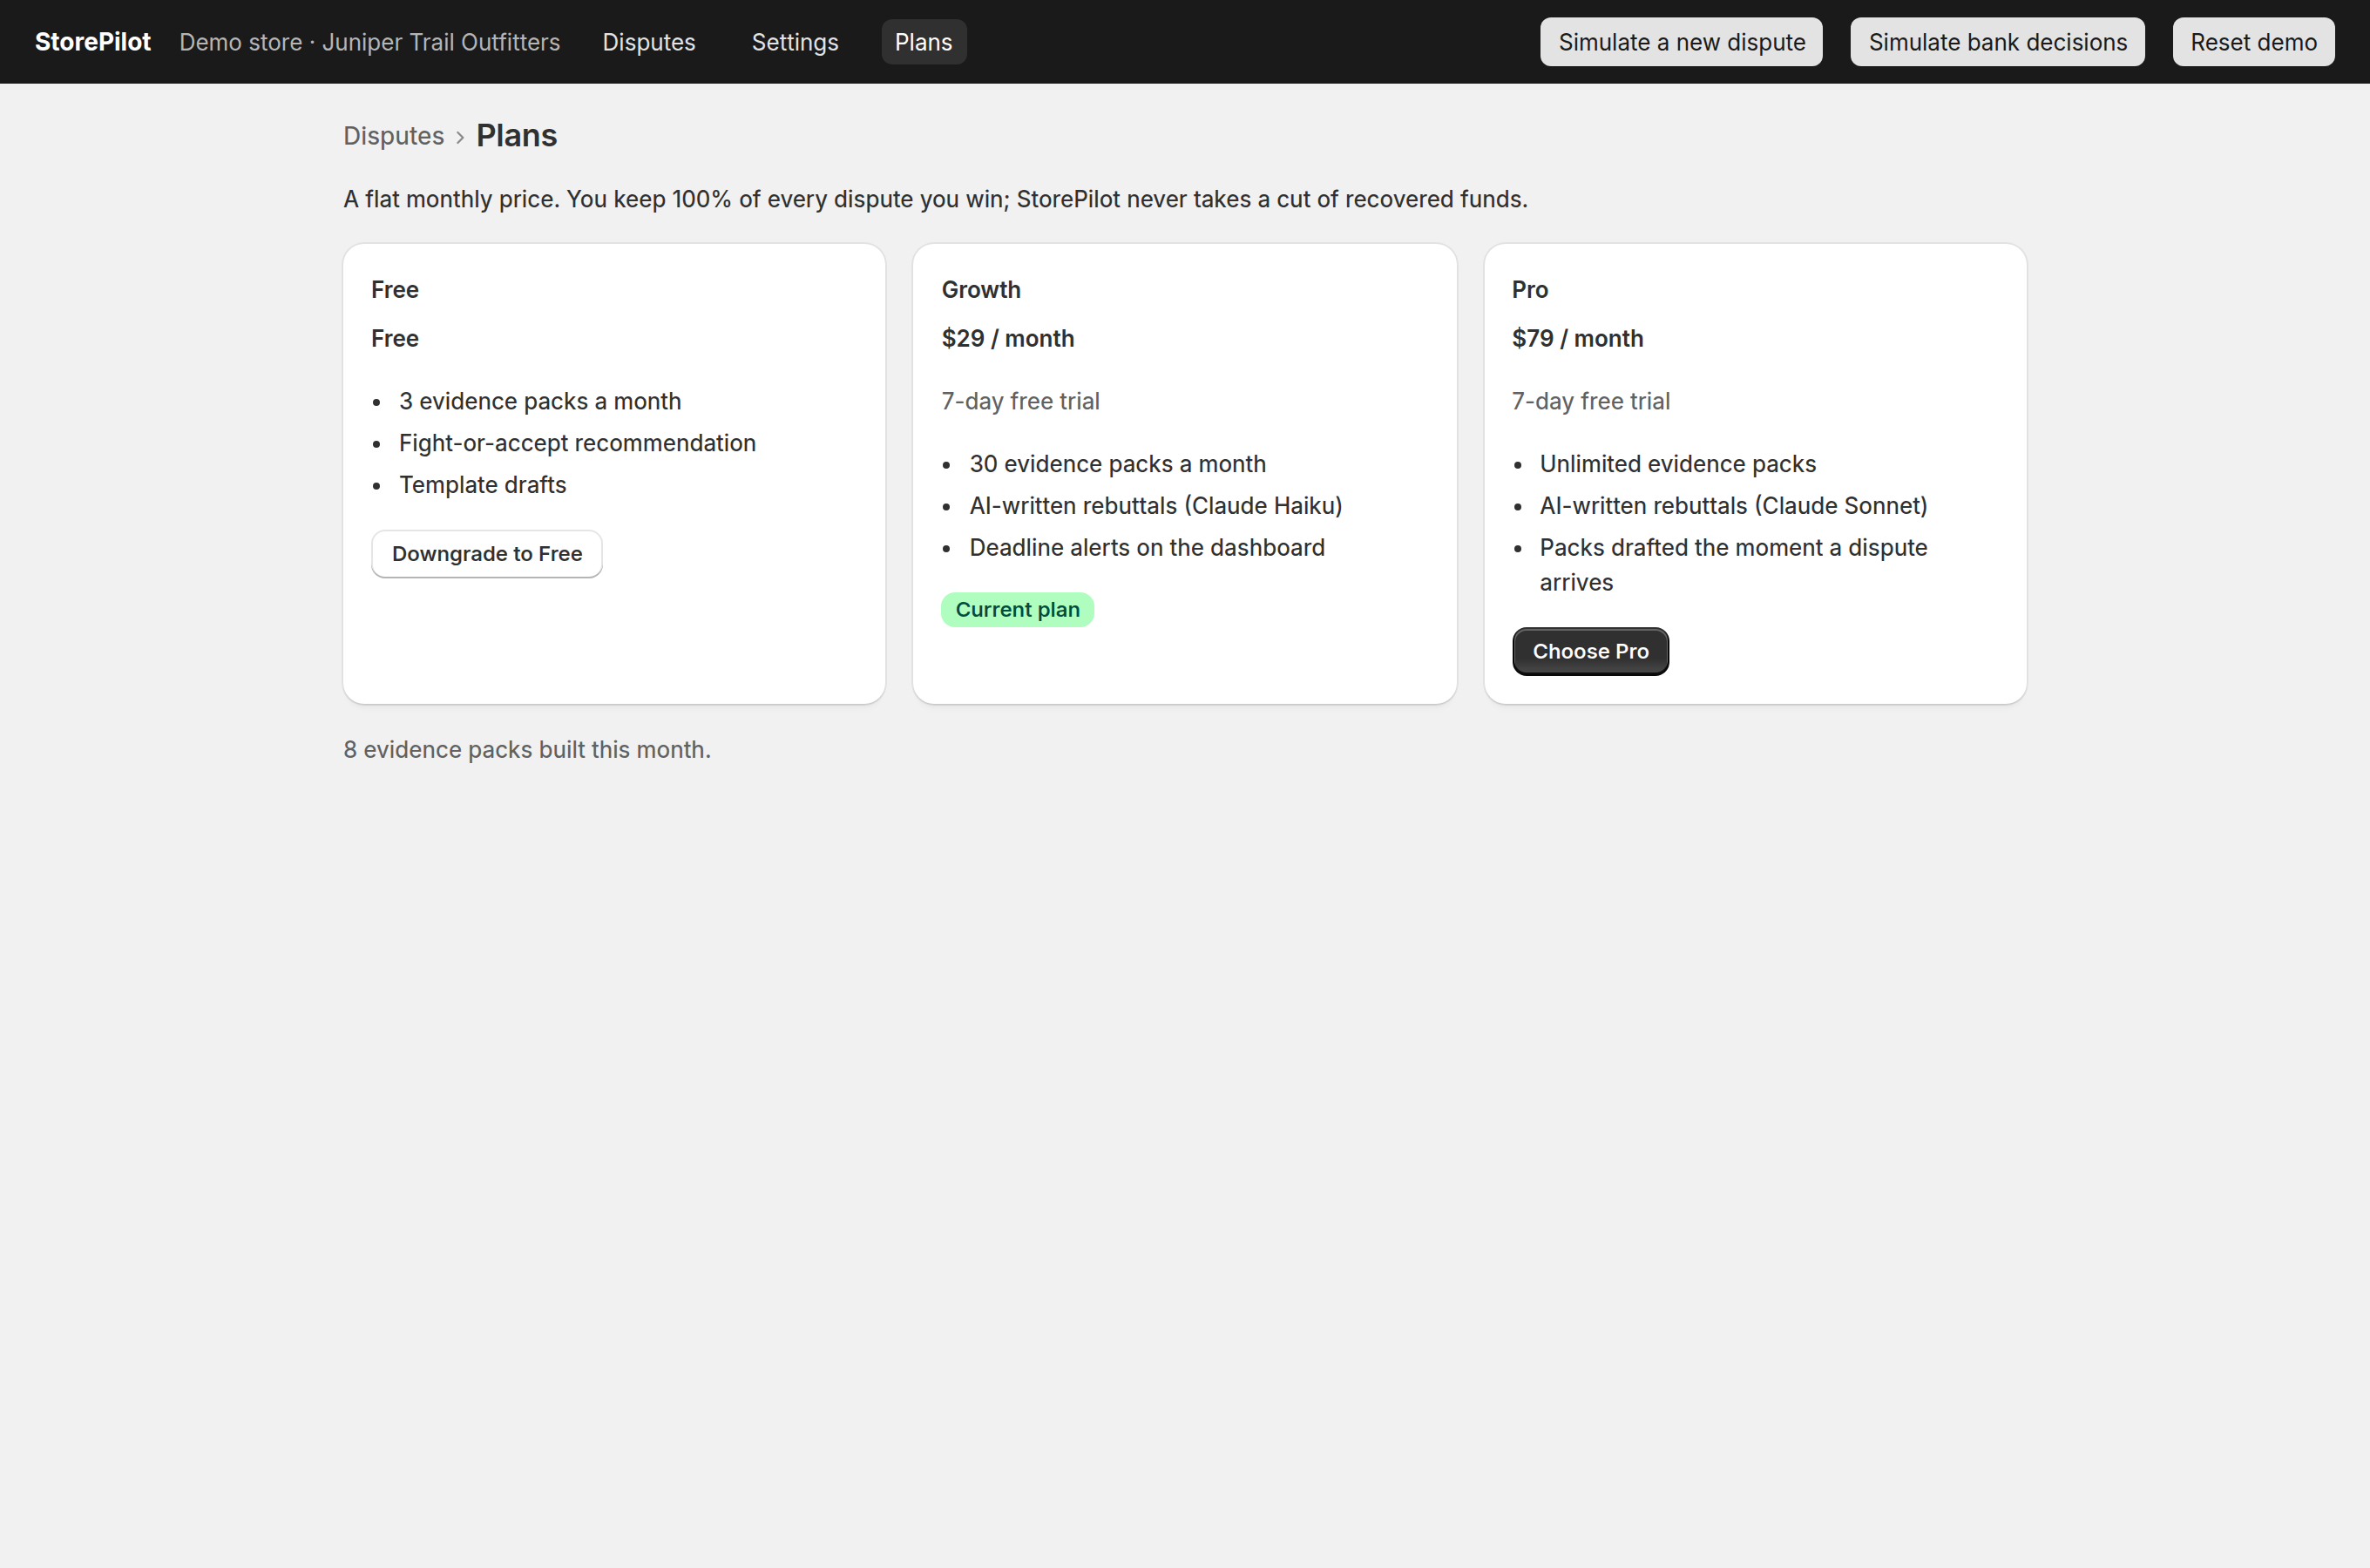 StorePilot Demo store · Juniper Trail Outfitters Disputes Settings Plans Simulate a new dispute Simulate bank decisions Reset demo
Disputes › Plans
A flat monthly price. You keep 100% of every dispute you win; StorePilot never takes a cut of recovered funds.
Free
Free
• 3 evidence packs a month
• Fight-or-accept recommendation
• Template drafts
Downgrade to Free
Growth
$29 / month
7-day free trial
• 30 evidence packs a month
• AI-written rebuttals (Claude Haiku)
• Deadline alerts on the dashboard
Current plan
Pro
$79 / month
7-day free trial
• Unlimited evidence packs
• AI-written rebuttals (Claude Sonnet)
• Packs drafted the moment a dispute
arrives
Choose Pro
8 evidence packs built this month.